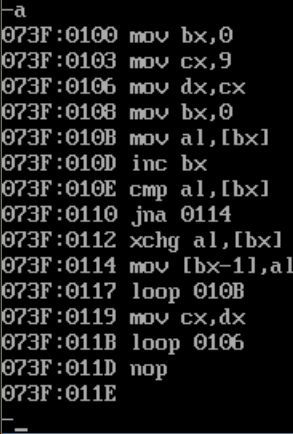 -a
073F:0100 mov bx,0
073F:0103 mov cx,9
073F:0106 mov dx,cx
073F:0108 mov bx,0
073F:010B mov al,[bx]
073F:010D inc bx
073F:010E cmp al,[bx]
073F:0110 jna 0114
073F:0112 xchg al,[bx]
073F:0114 mov [bx-1],al
073F:0117 loop 010B
073F:0119 mov cx,dx
073F:011B loop 0106
073F:011D nop
073F:011E
-_